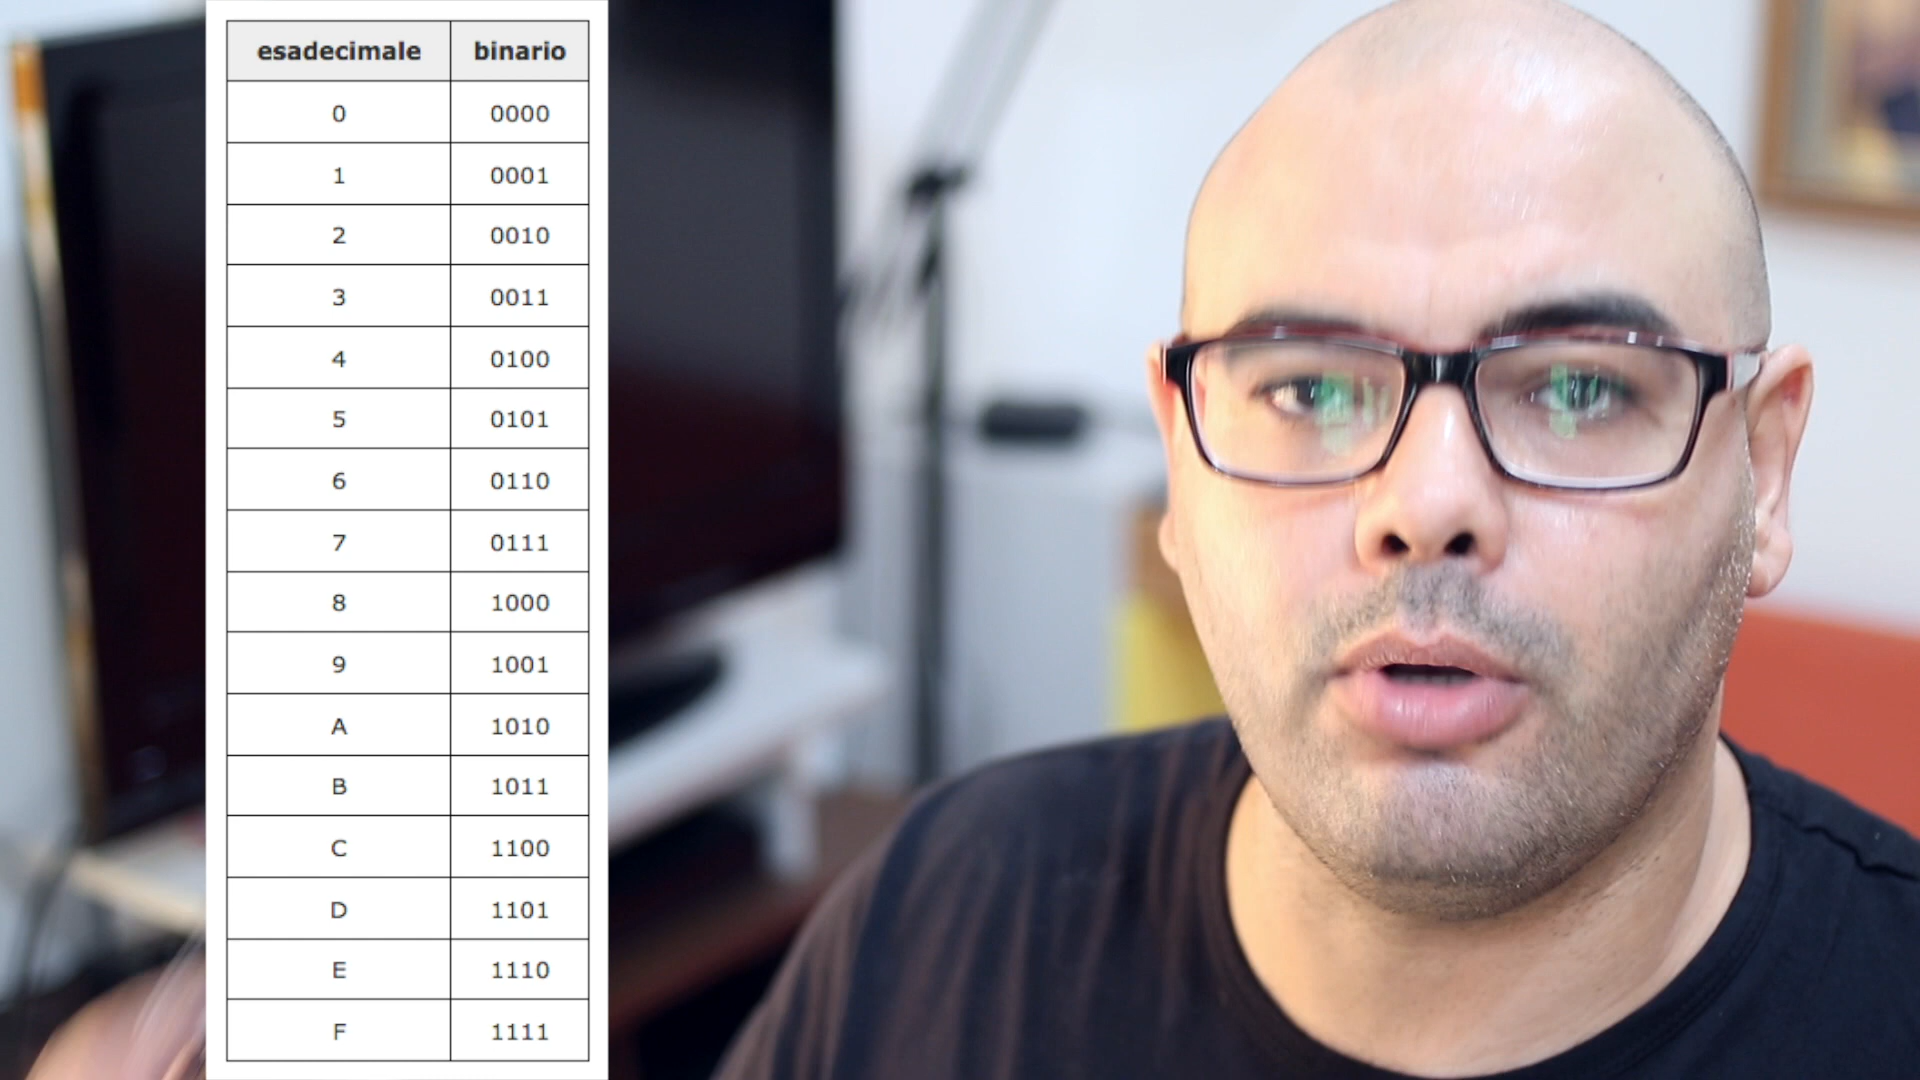 esadecimale binario
0 0000
1 0001
2 0010
3 0011
4 0100
5 0101
6 0110
7 0111
8 1000
9 1001
A 1010
B 1011
C 1100
D 1101
E 1110
F 1111